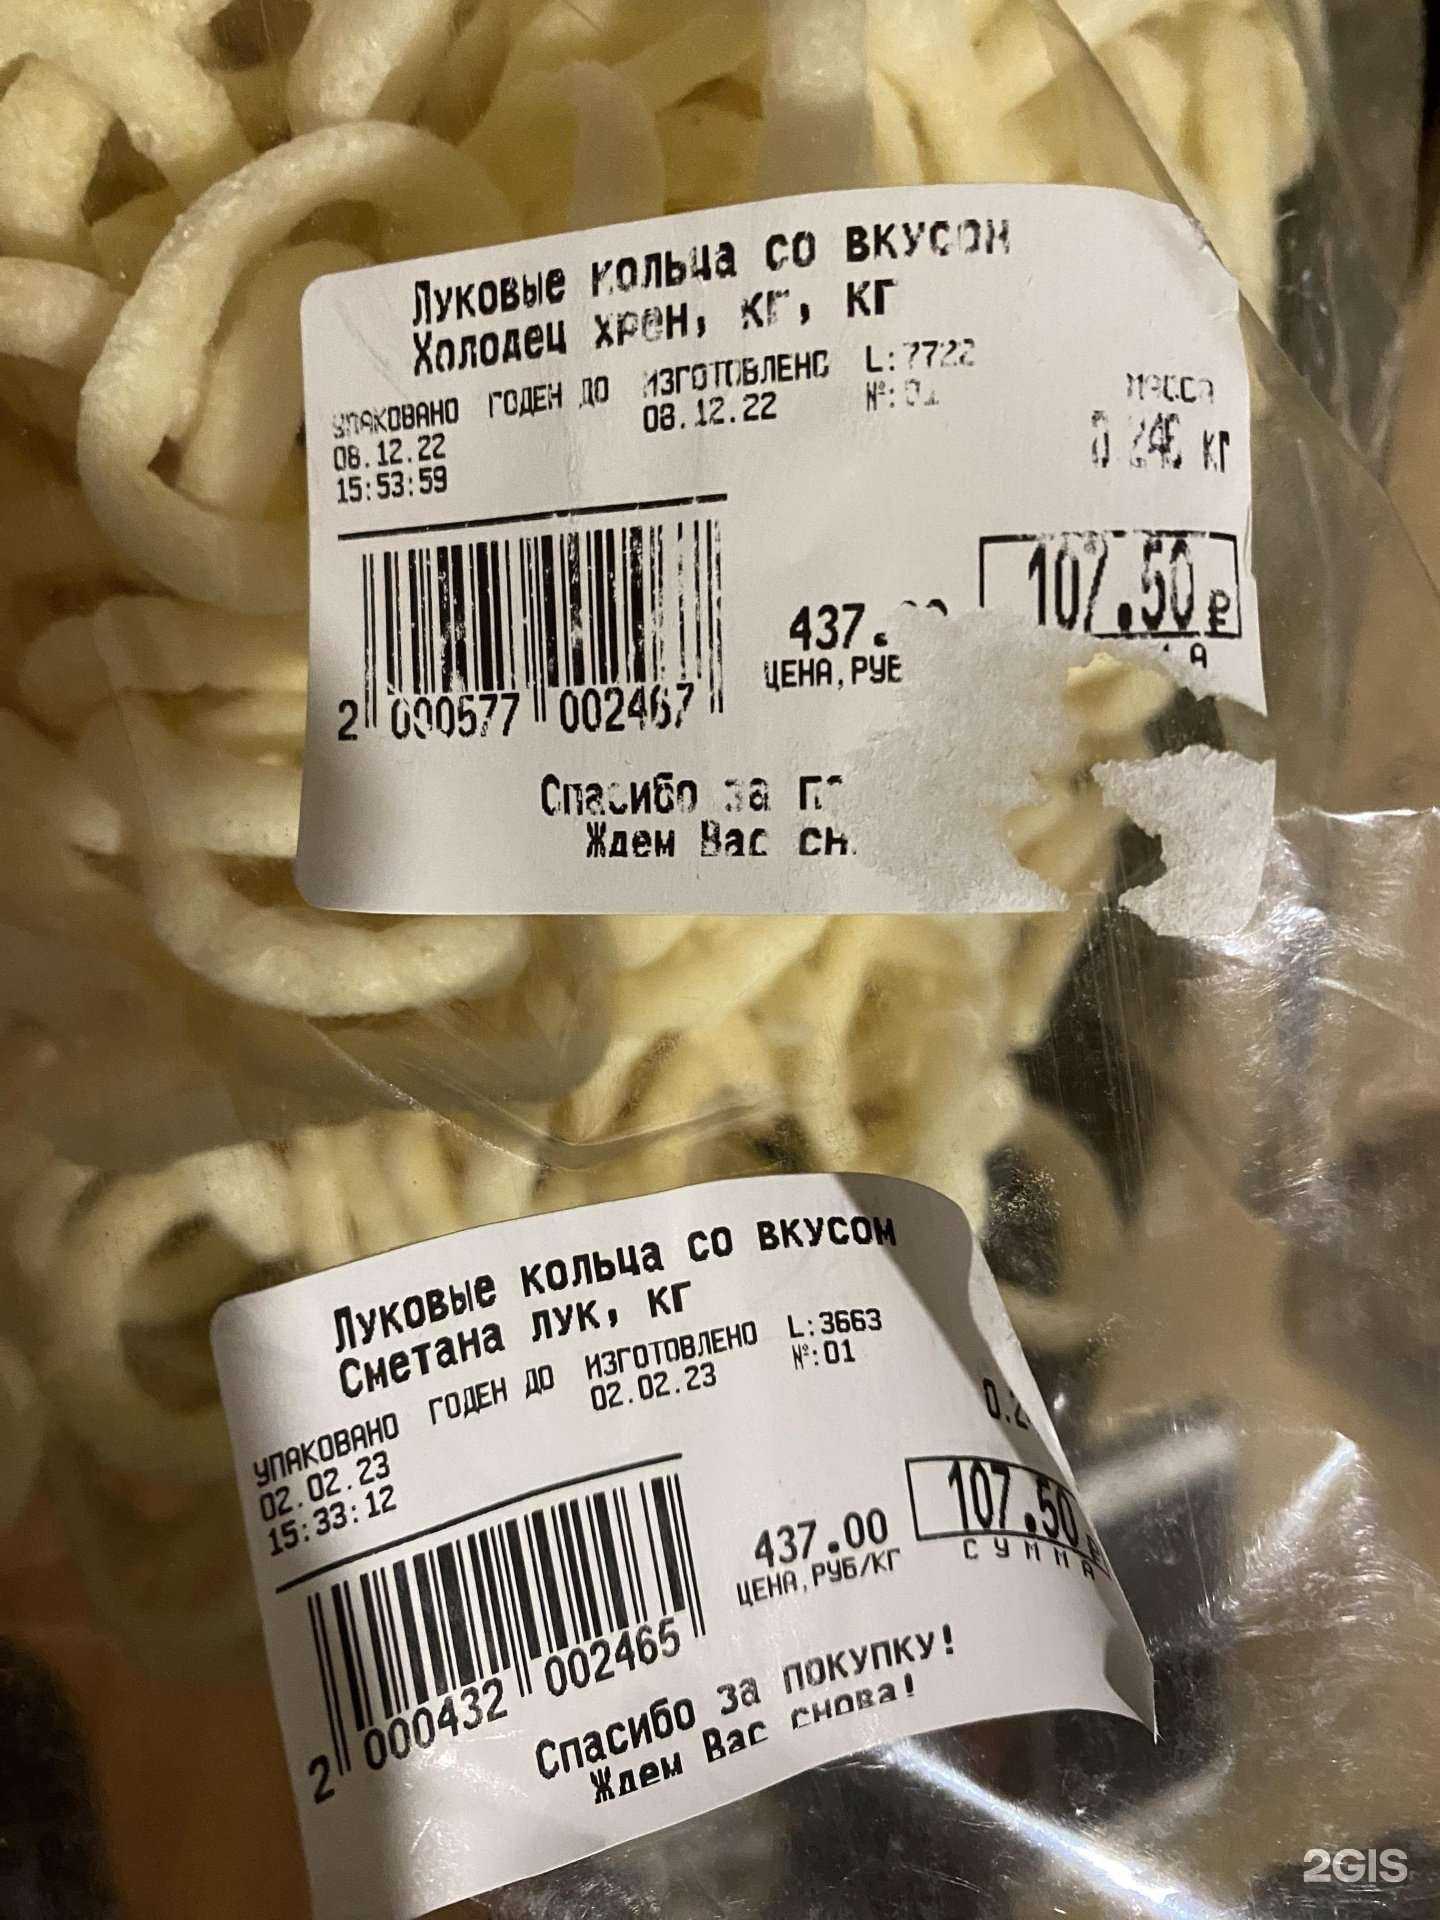 Луковые кольца со вкусом
Холодец хрен, кг, кг
УПАКОВАНО ГОДЕН ДО ИЗГОТОВЛЕНО L:7722
08.12.22 08.12.22 №:01
15:53:59
МАССА
0.246 кг
107.50 ₽
437.
ЦЕНА,РУБ
2 000577 002467
Спасибо за
Ждем Вас
Луковые кольца со вкусом
Сметана лук, кг
УПАКОВАНО ГОДЕН ДО ИЗГОТОВЛЕНО L:3663
02.02.23 02.02.23 №:01
15:33:12
107.50 ₽
СУММА
437.00
ЦЕНА,РУБ/КГ
2 000432 002465
Спасибо за покупку!
Ждем Вас снова!
2GIS